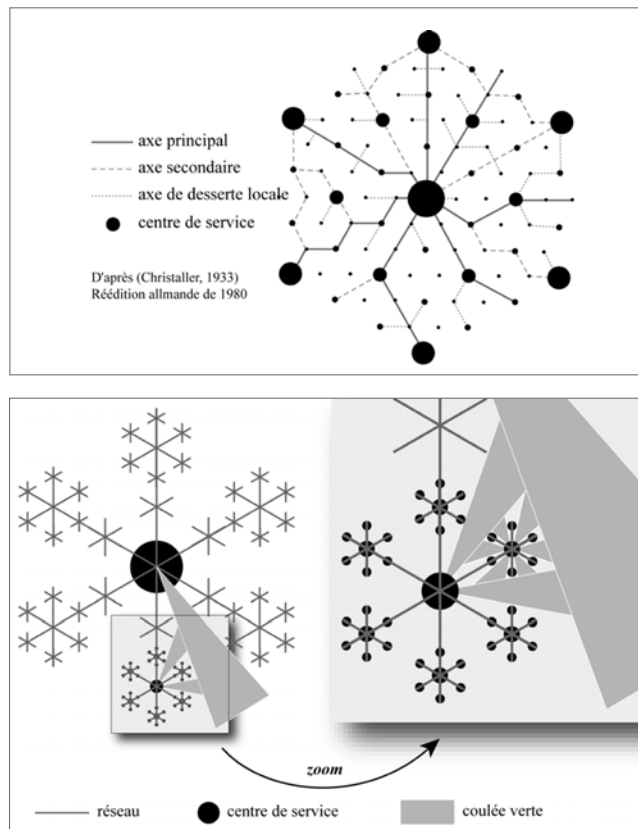 axe principal
axe secondaire
axe de desserte locale
centre de service
D'après (Christaller, 1933)
Réédition allmande de 1980
zoom
réseau
centre de service
coulée verte